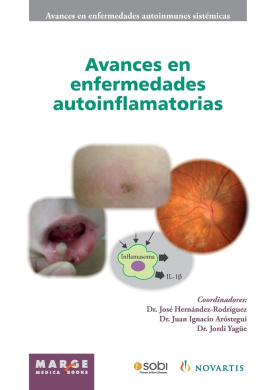 Avances en enfermedades autoinmunes sistémicas
Avances en
enfermedades
autoinflamatorias
Inflamasoma
IL-1β
Coordinadores:
Dr. José Hernández-Rodríguez
Dr. Juan Ignacio Aróstegui
Dr. Jordi Yagüe
MARGE
MEDICA BOOKS
sobi
NOVARTIS